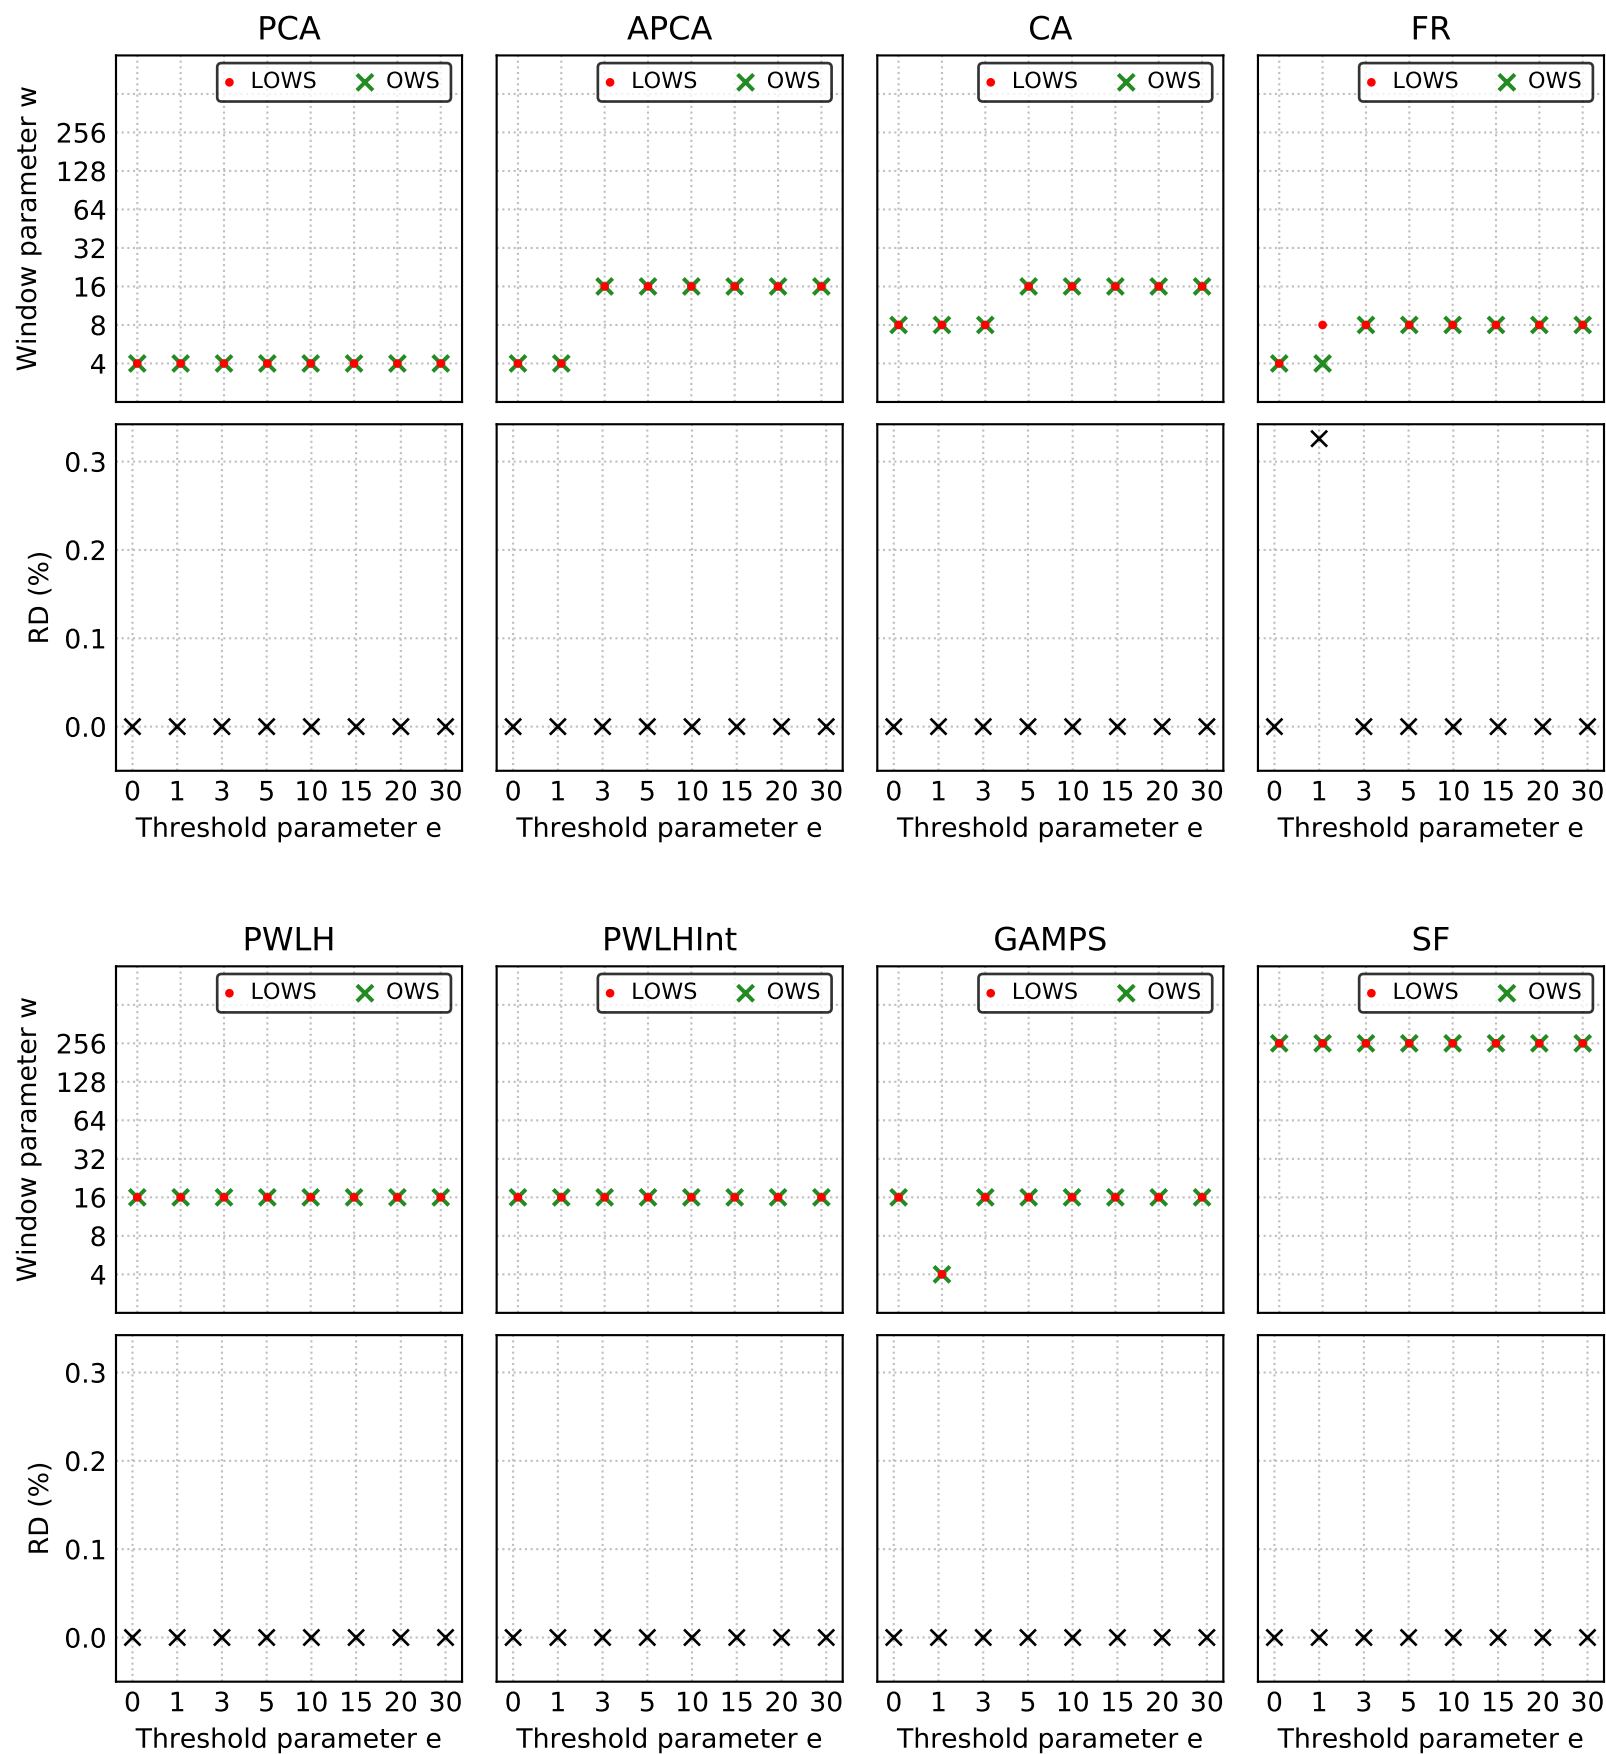 PCA APCA CA FR
LOWS OWS LOWS OWS LOWS OWS LOWS OWS
Window parameter w
256
128
64
32
16
8
4
RD (%)
0.3
0.2
0.1
0.0
0 1 3 5 10 15 20 30 0 1 3 5 10 15 20 30 0 1 3 5 10 15 20 30 0 1 3 5 10 15 20 30
Threshold parameter e Threshold parameter e Threshold parameter e Threshold parameter e
PWLH PWLHInt GAMPS SF
LOWS OWS LOWS OWS LOWS OWS LOWS OWS
Window parameter w
256
128
64
32
16
8
4
RD (%)
0.3
0.2
0.1
0.0
0 1 3 5 10 15 20 30 0 1 3 5 10 15 20 30 0 1 3 5 10 15 20 30 0 1 3 5 10 15 20 30
Threshold parameter e Threshold parameter e Threshold parameter e Threshold parameter e